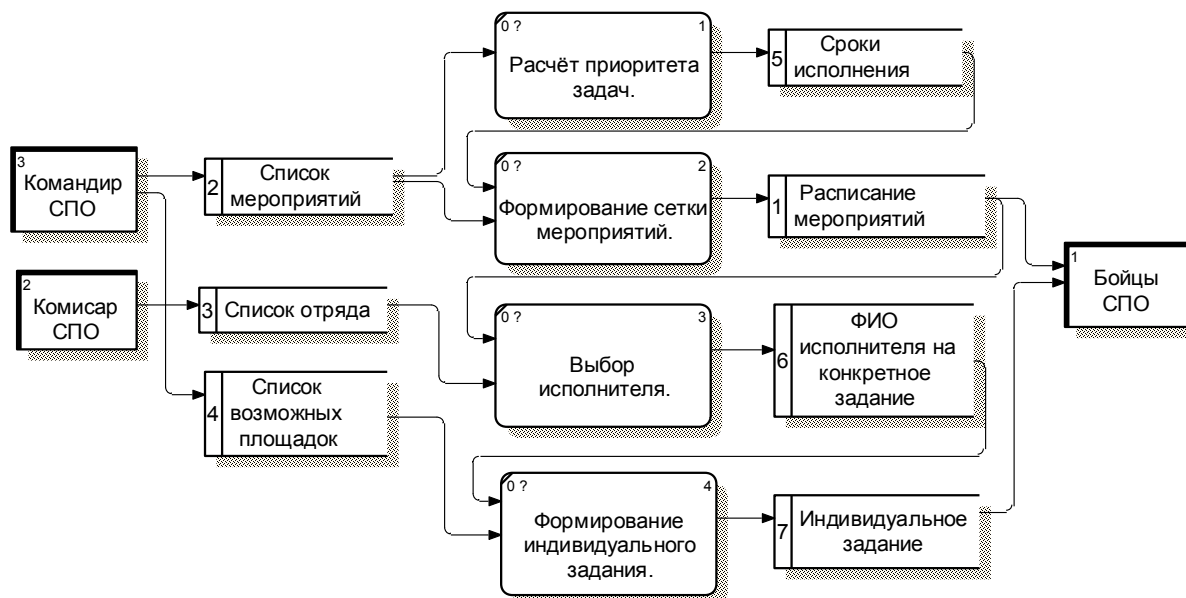 0 ?
1
Расчёт приоритета
задач.
5
Сроки
исполнения
3
Командир
СПО
2
Список
мероприятий
0 ?
2
Формирование сетки
мероприятий.
1
Расписание
мероприятий
1
Бойцы
СПО
2
Комисар
СПО
3
Список отряда
0 ?
3
Выбор
исполнителя.
6
ФИО
исполнителя на
конкретное
задание
4
Список
возможных
площадок
0 ?
4
Формирование
индивидуального
задания.
7
Индивидуальное
задание